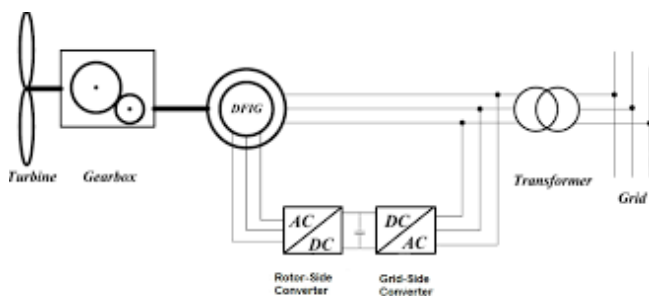 DFIG
Turbine
Gearbox
Transformer
Grid
AC
DC
DC
AC
Rotor-Side
Converter
Grid-Side
Converter